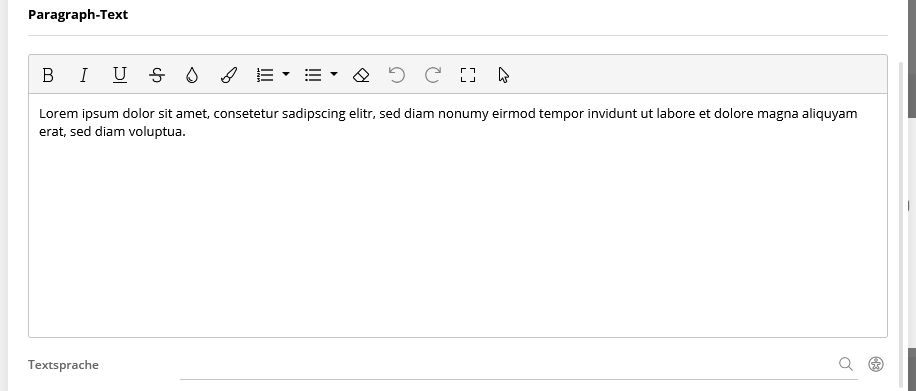 Paragraph-Text
Lorem ipsum dolor sit amet, consetetur sadipscing elitr, sed diam nonumy eirmod tempor invidunt ut labore et dolore magna aliquyam
erat, sed diam voluptua.
Textsprache